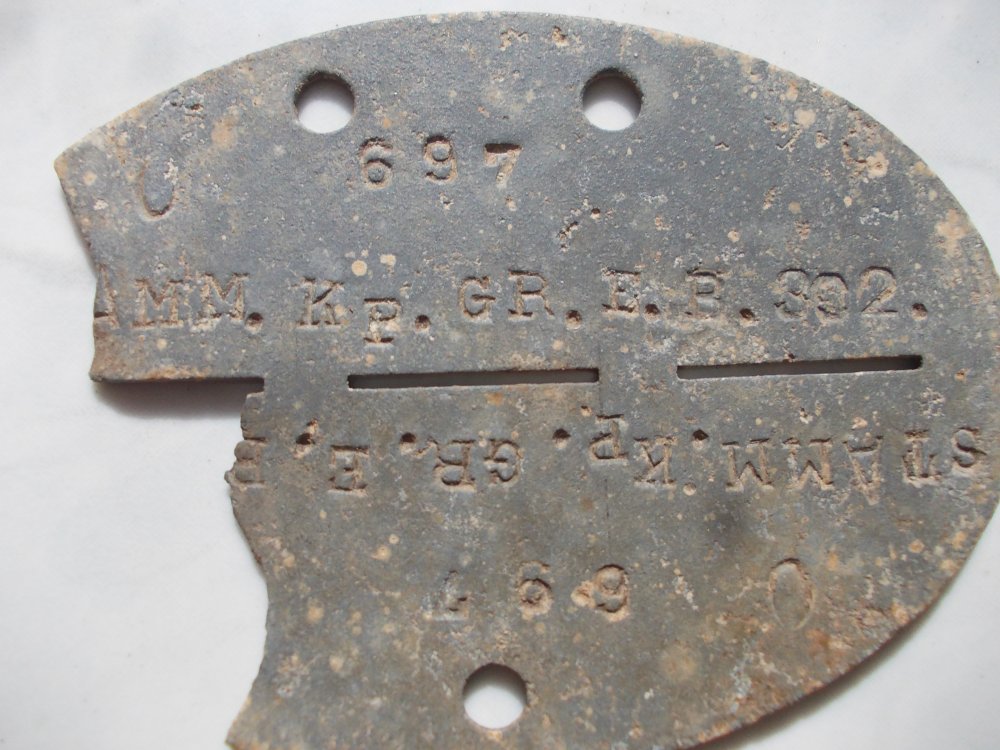 O 697
AMM. Kp. GR. E. B. 392.
O 697
STAMM. Kp. GR. E. B